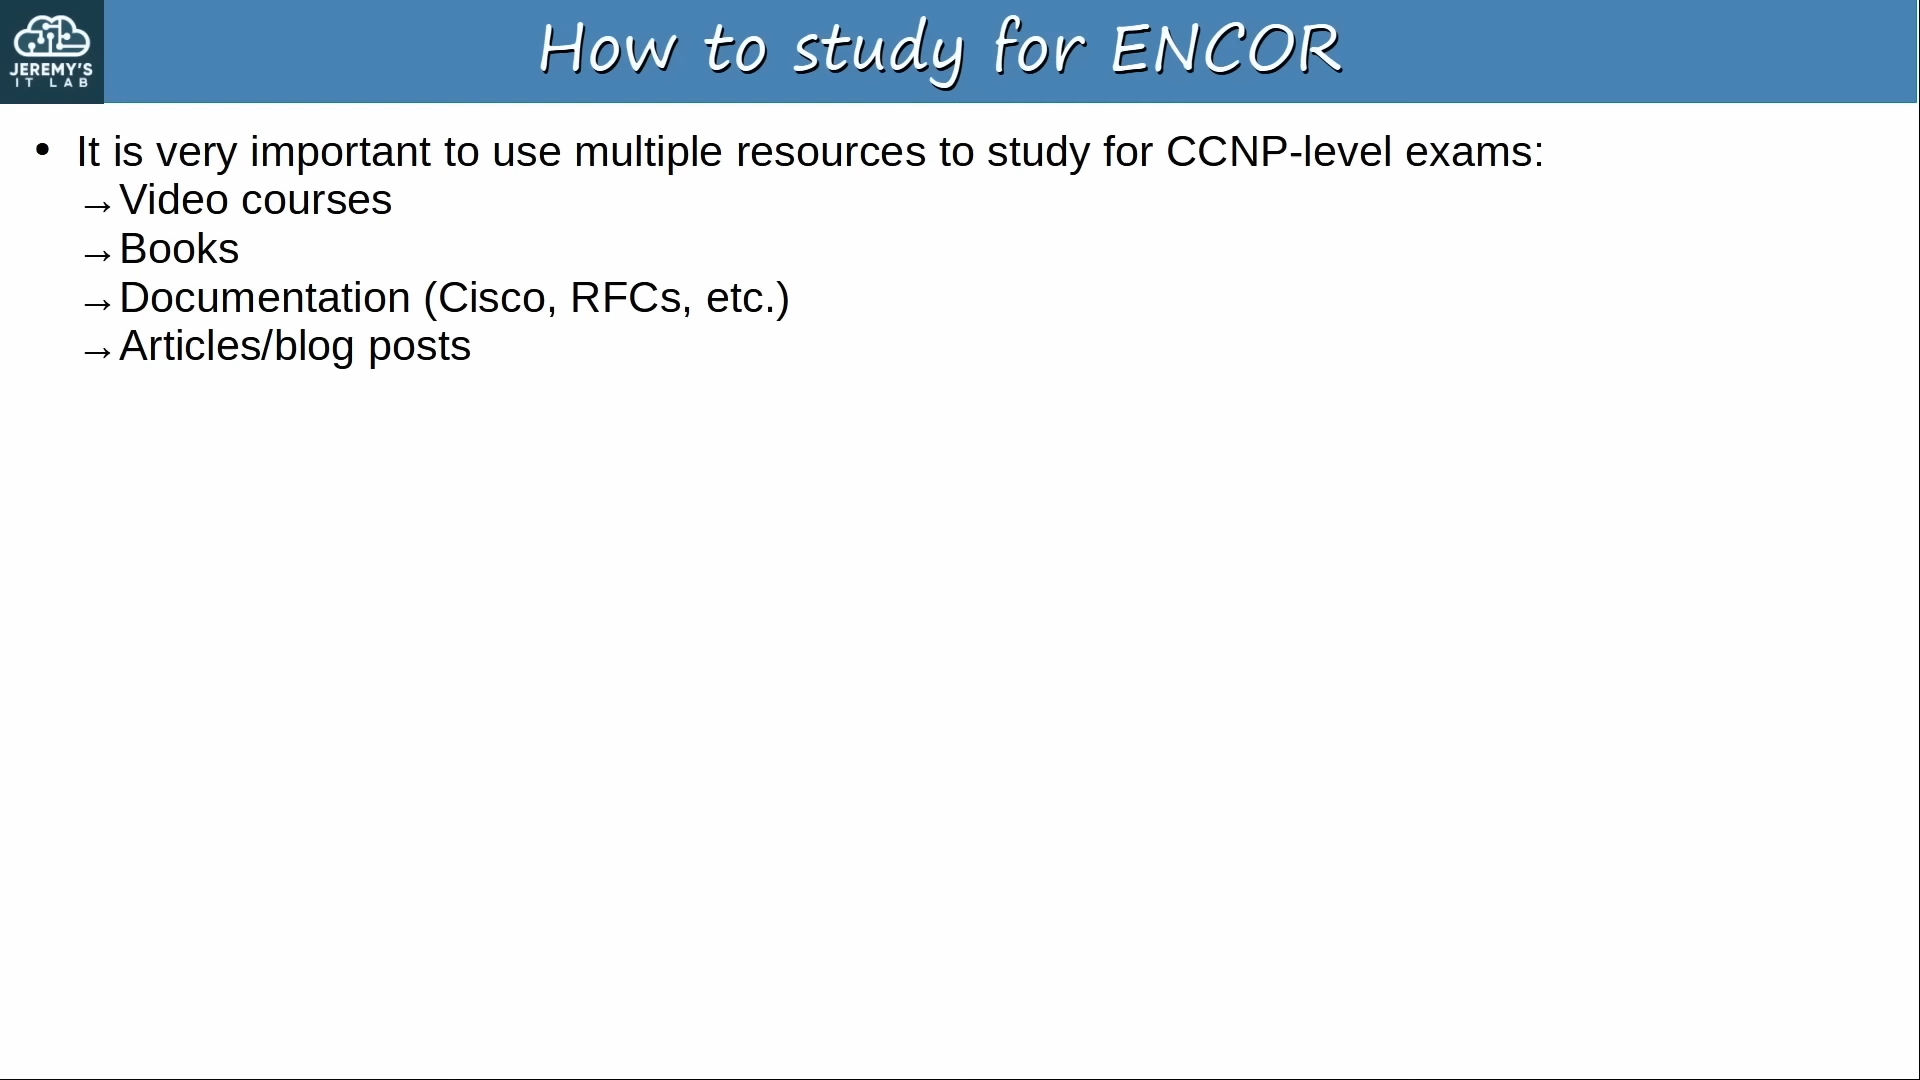 JEREMY'S
IT LAB
How to study for ENCOR
• It is very important to use multiple resources to study for CCNP-level exams:
→Video courses
→Books
→Documentation (Cisco, RFCs, etc.)
→Articles/blog posts